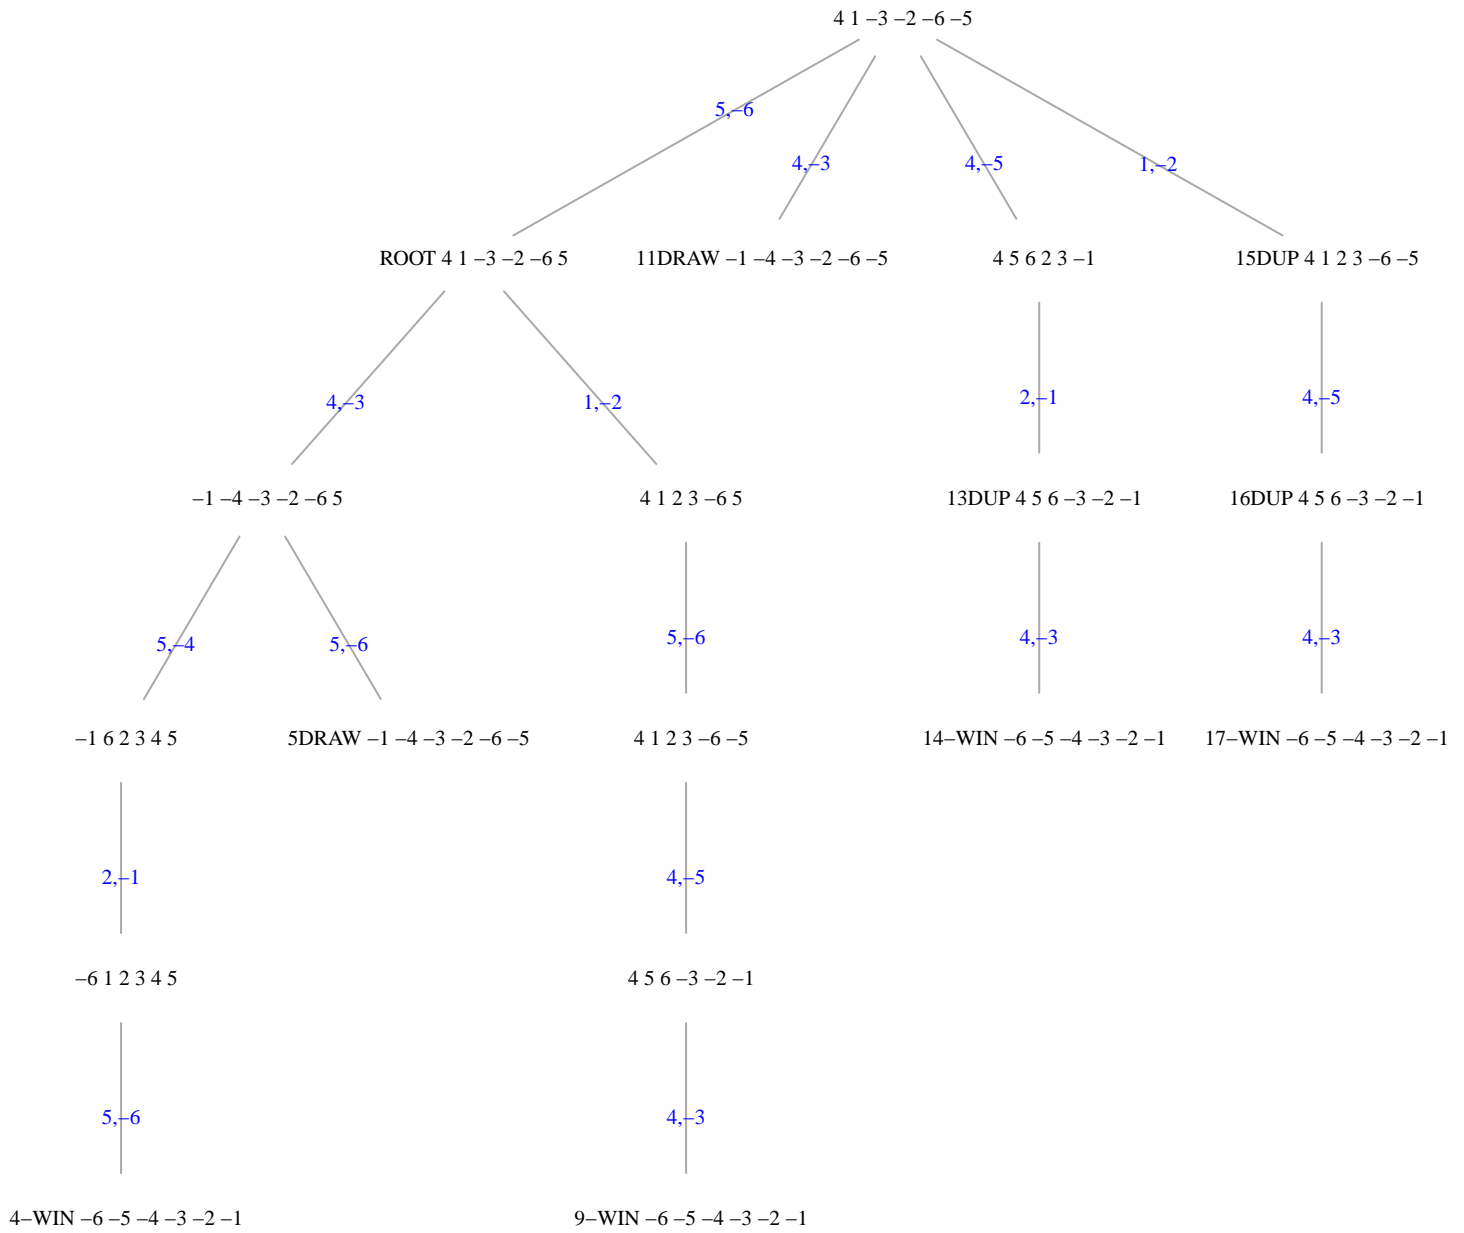 4 1 –3 –2 –6 –5
5,–6
4,–3
4,–5
1,–2
ROOT 4 1 –3 –2 –6 5
11DRAW –1 –4 –3 –2 –6 –5
4 5 6 2 3 –1
15DUP 4 1 2 3 –6 –5
4,–3
1,–2
2,–1
4,–5
–1 –4 –3 –2 –6 5
4 1 2 3 –6 5
13DUP 4 5 6 –3 –2 –1
16DUP 4 5 6 –3 –2 –1
5,–4
5,–6
5,–6
4,–3
4,–3
–1 6 2 3 4 5
5DRAW –1 –4 –3 –2 –6 –5
4 1 2 3 –6 –5
14–WIN –6 –5 –4 –3 –2 –1
17–WIN –6 –5 –4 –3 –2 –1
2,–1
4,–5
–6 1 2 3 4 5
4 5 6 –3 –2 –1
5,–6
4,–3
4–WIN –6 –5 –4 –3 –2 –1
9–WIN –6 –5 –4 –3 –2 –1